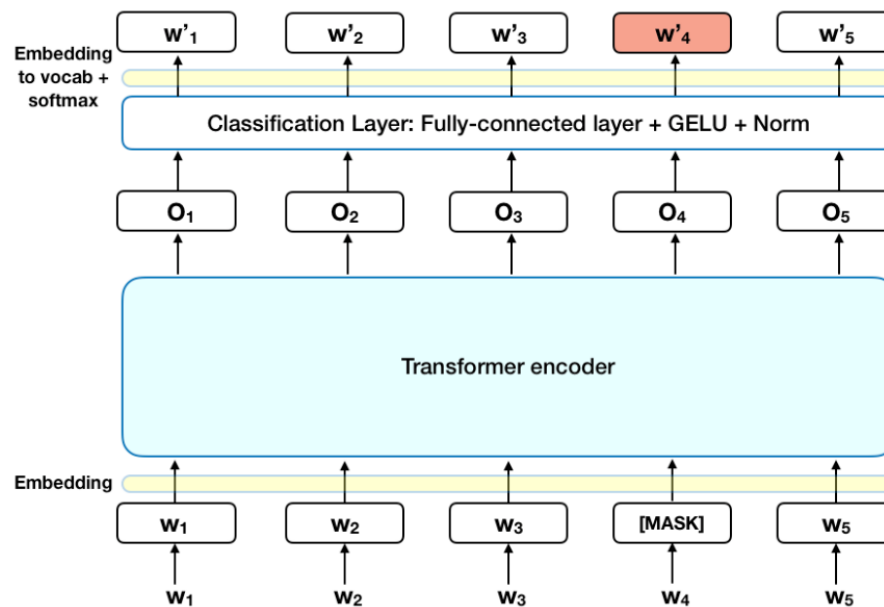 w'₁ w'₂ w'₃ w'₄ w'₅
Embedding
to vocab +
softmax
Classification Layer: Fully-connected layer + GELU + Norm
O₁ O₂ O₃ O₄ O₅
Transformer encoder
Embedding
w₁ w₂ w₃ [MASK] w₅
w₁ w₂ w₃ w₄ w₅